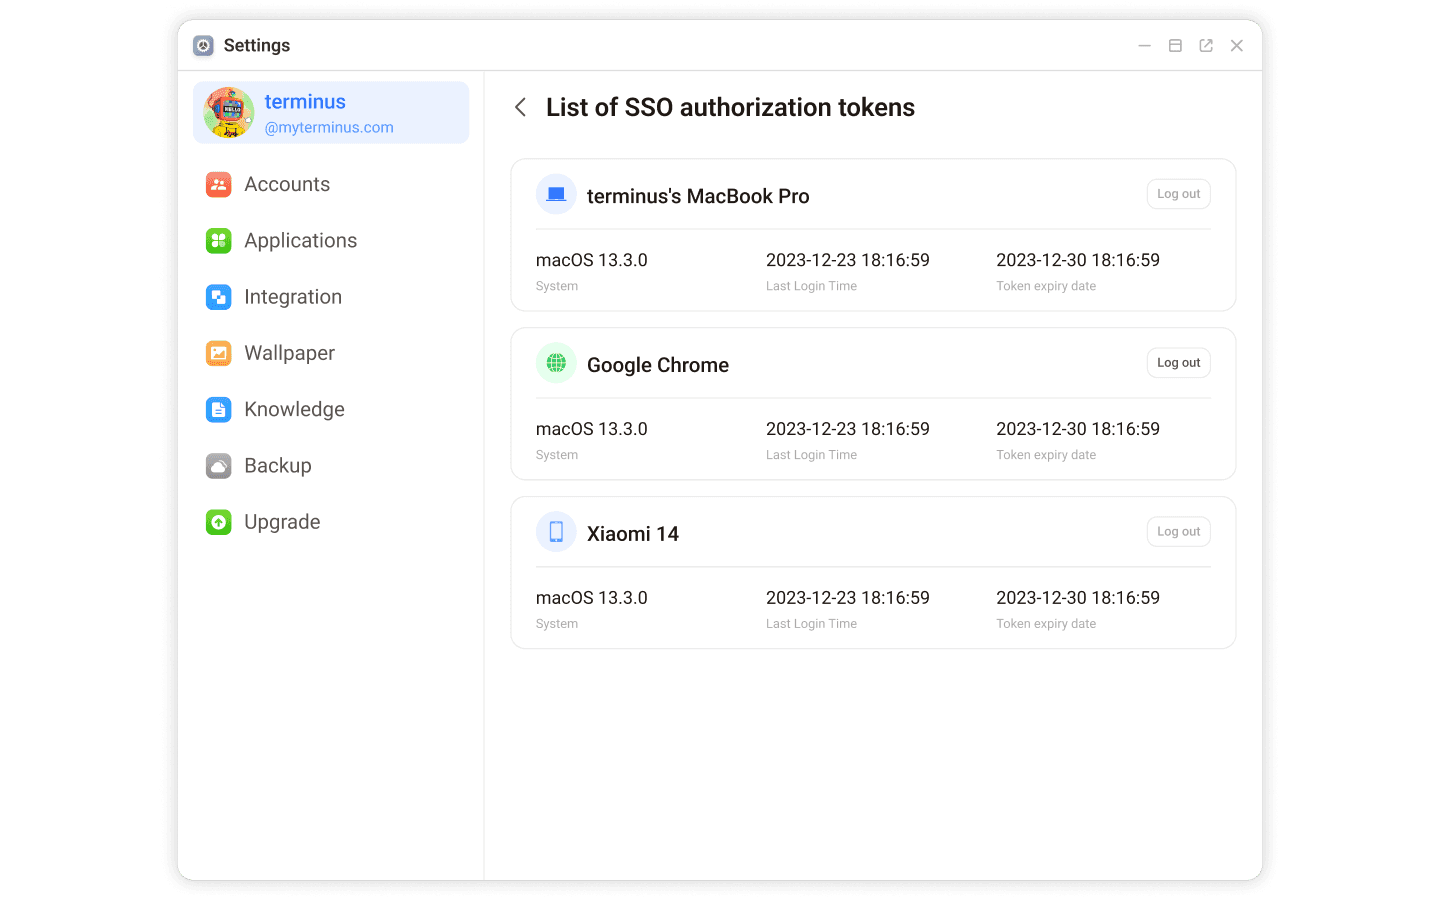 Settings
terminus
@myterminus.com
Accounts
Applications
Integration
Wallpaper
Knowledge
Backup
Upgrade
List of SSO authorization tokens
terminus's MacBook Pro
Log out
macOS 13.3.0
2023-12-23 18:16:59
2023-12-30 18:16:59
System
Last Login Time
Token expiry date
Google Chrome
Log out
macOS 13.3.0
2023-12-23 18:16:59
2023-12-30 18:16:59
System
Last Login Time
Token expiry date
Xiaomi 14
Log out
macOS 13.3.0
2023-12-23 18:16:59
2023-12-30 18:16:59
System
Last Login Time
Token expiry date